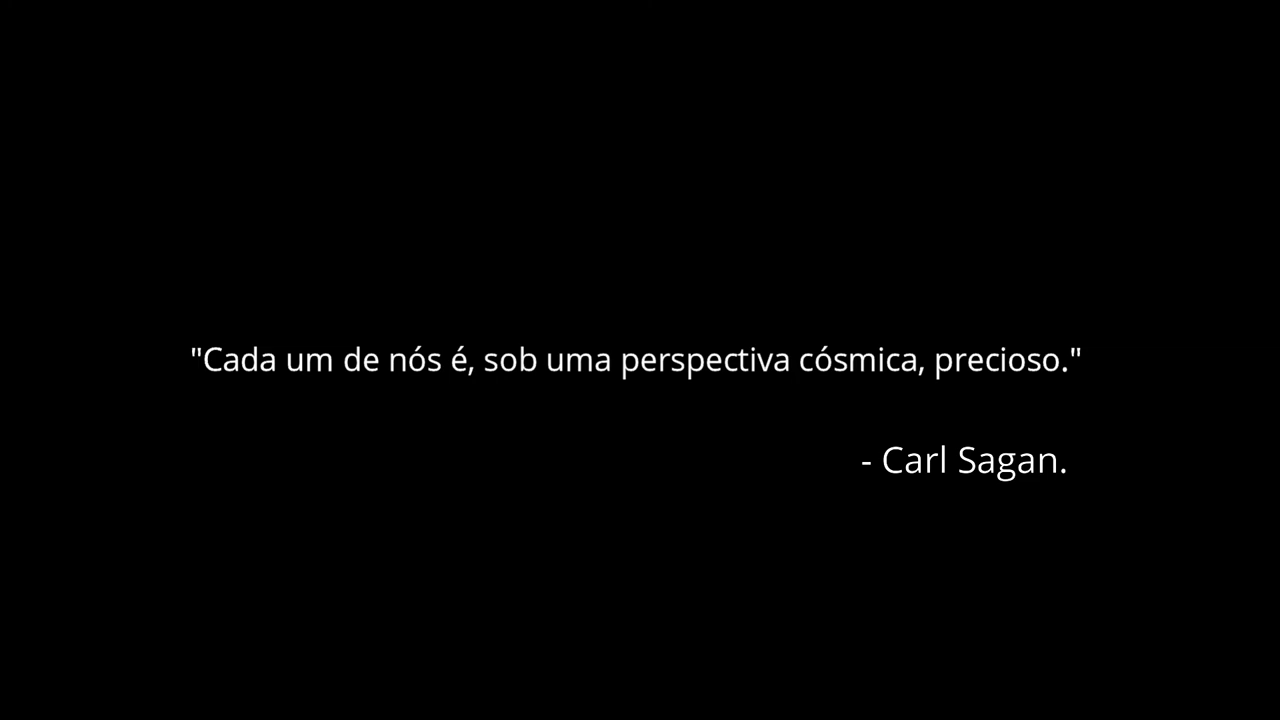 "Cada um de nós é, sob uma perspectiva cósmica, precioso."
- Carl Sagan.